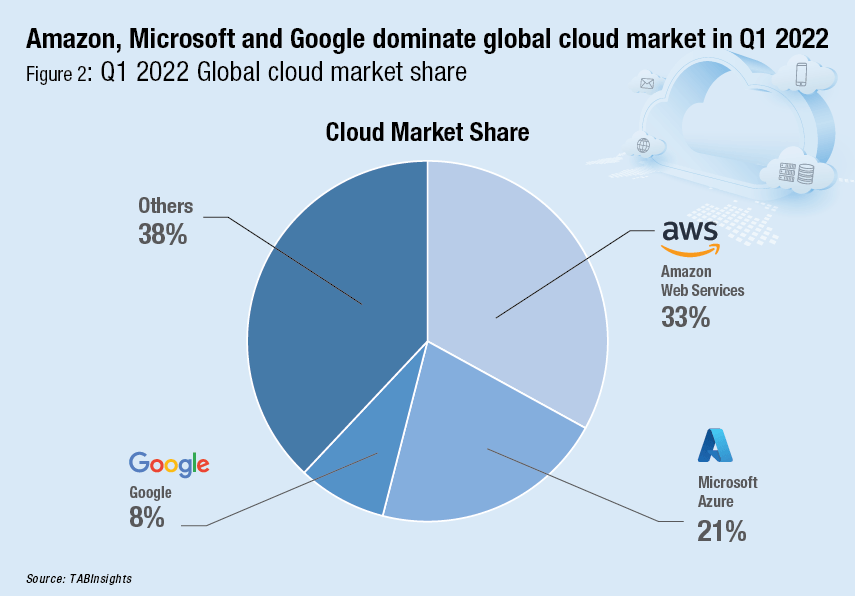 Amazon, Microsoft and Google dominate global cloud market in Q1 2022
Figure 2: Q1 2022 Global cloud market share
Cloud Market Share
Others
38%
aws
Amazon
Web Services
33%
Google
Google
8%
Microsoft
Azure
21%
Source: TABInsights